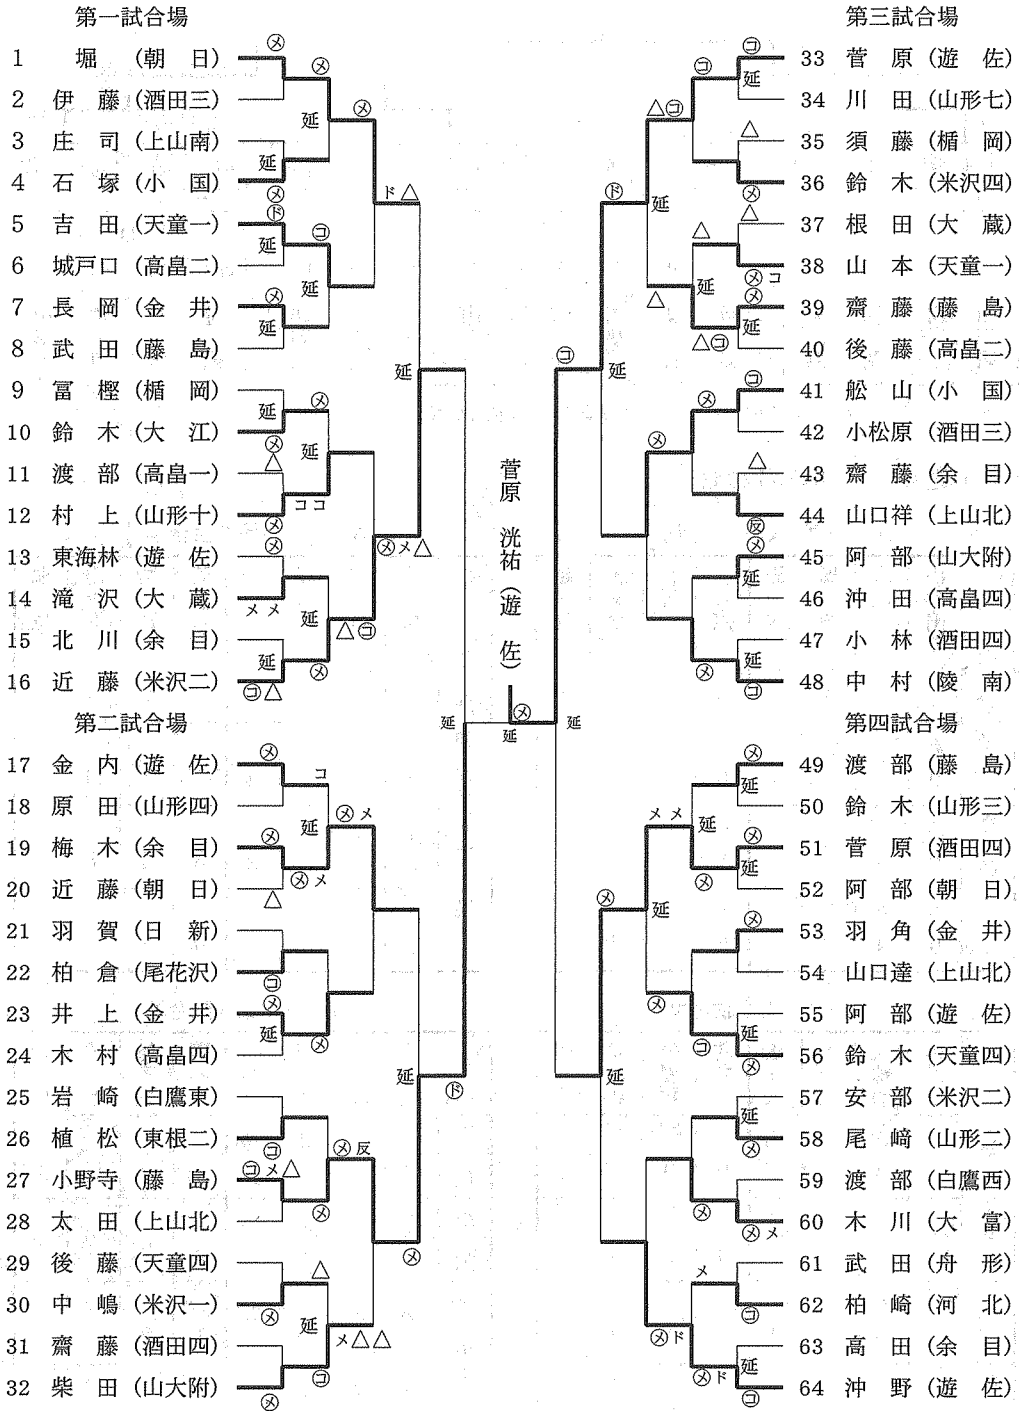 第一試合場
1 堀 (朝 日)
2 伊 藤 (酒田三)
3 庄 司 (上山南)
4 石 塚 (小 国)
5 吉 田 (天童一)
6 城戸口 (高畠二)
7 長 岡 (金 井)
8 武 田 (藤 島)
9 冨 樫 (楯 岡)
10 鈴 木 (大 江)
11 渡 部 (高畠一)
12 村 上 (山形十)
13 東海林 (遊 佐)
14 滝 沢 (大 蔵)
15 北 川 (余 目)
16 近 藤 (米沢二)
第二試合場
17 金 内 (遊 佐)
18 原 田 (山形四)
19 梅 木 (余 目)
20 近 藤 (朝 日)
21 羽 賀 (日 新)
22 柏 倉 (尾花沢)
23 井 上 (金 井)
24 木 村 (高畠四)
25 岩 崎 (白鷹東)
26 植 松 (東根二)
27 小野寺 (藤 島)
28 太 田 (上山北)
29 後 藤 (天童四)
30 中 嶋 (米沢一)
31 齋 藤 (酒田四)
32 柴 田 (山大附)
菅原 洸祐 (遊 佐)
第三試合場
33 菅 原 (遊 佐)
34 川 田 (山形七)
35 須 藤 (楯 岡)
36 鈴 木 (米沢四)
37 根 田 (大 蔵)
38 山 本 (天童一)
39 齋 藤 (藤 島)
40 後 藤 (高畠二)
41 舩 山 (小 国)
42 小松原 (酒田三)
43 齋 藤 (余 目)
44 山口祥 (上山北)
45 阿 部 (山大附)
46 沖 田 (高畠四)
47 小 林 (酒田四)
48 中 村 (陵 南)
第四試合場
49 渡 部 (藤 島)
50 鈴 木 (山形三)
51 菅 原 (酒田四)
52 阿 部 (朝 日)
53 羽 角 (金 井)
54 山口達 (上山北)
55 阿 部 (遊 佐)
56 鈴 木 (天童四)
57 安 部 (米沢二)
58 尾 﨑 (山形二)
59 渡 部 (白鷹西)
60 木 川 (大 富)
61 武 田 (舟 形)
62 柏 崎 (河 北)
63 高 田 (余 目)
64 沖 野 (遊 佐)